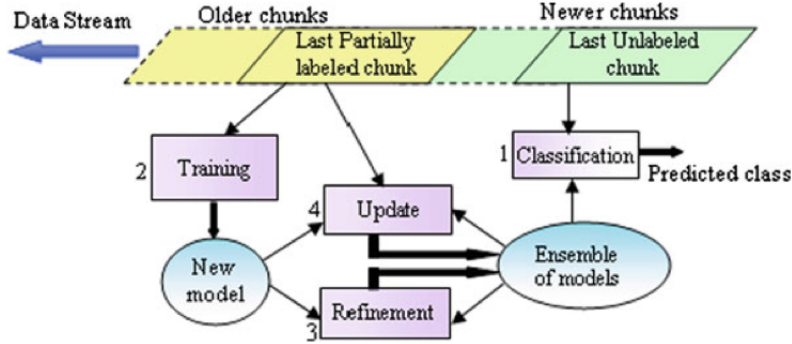 Older chunks
Newer chunks
Data Stream
Last Partially
labeled chunk
Last Unlabeled
chunk
2
Training
1
Classification
Predicted class
4
Update
New
model
Ensemble
of models
Refinement
3